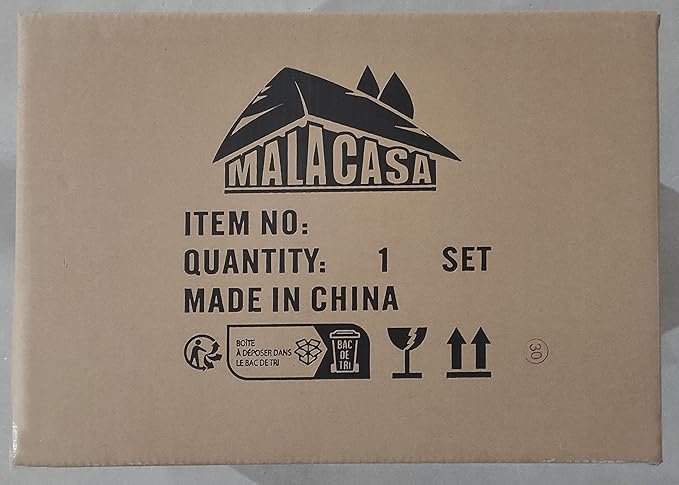 MALACASA
ITEM NO:
QUANTITY: 1 SET
MADE IN CHINA
BOÎTE
À DÉPOSER DANS
LE BAC DE TRI
BAC
DE
TRI
30